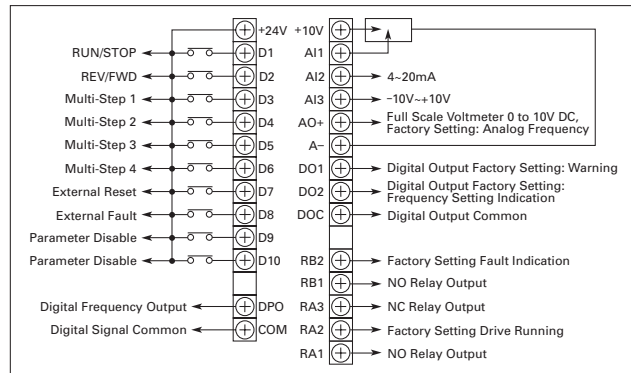 +24V
RUN/STOP D1
REV/FWD D2
Multi-Step 1 D3
Multi-Step 2 D4
Multi-Step 3 D5
Multi-Step 4 D6
External Reset D7
External Fault D8
Parameter Disable D9
Parameter Disable D10
Digital Frequency Output DPO
Digital Signal Common COM
+10V
AI1
AI2 4~20mA
AI3 –10V~+10V
AO+ Full Scale Voltmeter 0 to 10V DC,
Factory Setting: Analog Frequency
A–
DO1 Digital Output Factory Setting: Warning
DO2 Digital Output Factory Setting:
Frequency Setting Indication
DOC Digital Output Common
RB2 Factory Setting Fault Indication
RB1 NO Relay Output
RA3 NC Relay Output
RA2 Factory Setting Drive Running
RA1 NO Relay Output